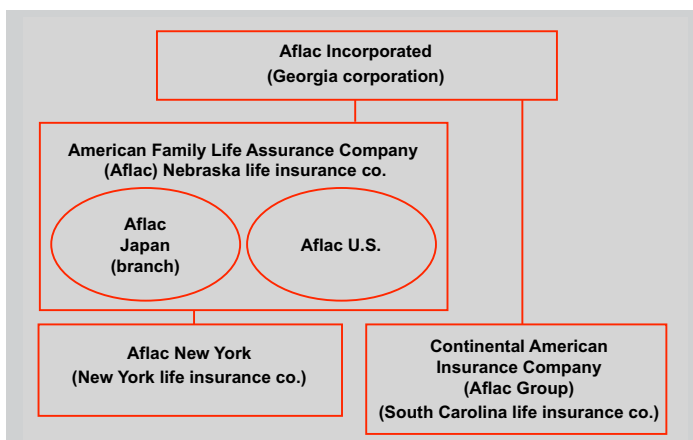 Aflac Incorporated
(Georgia corporation)
American Family Life Assurance Company
(Aflac) Nebraska life insurance co.
Aflac
Japan
(branch)
Aflac U.S.
Aflac New York
(New York life insurance co.)
Continental American
Insurance Company
(Aflac Group)
(South Carolina life insurance co.)